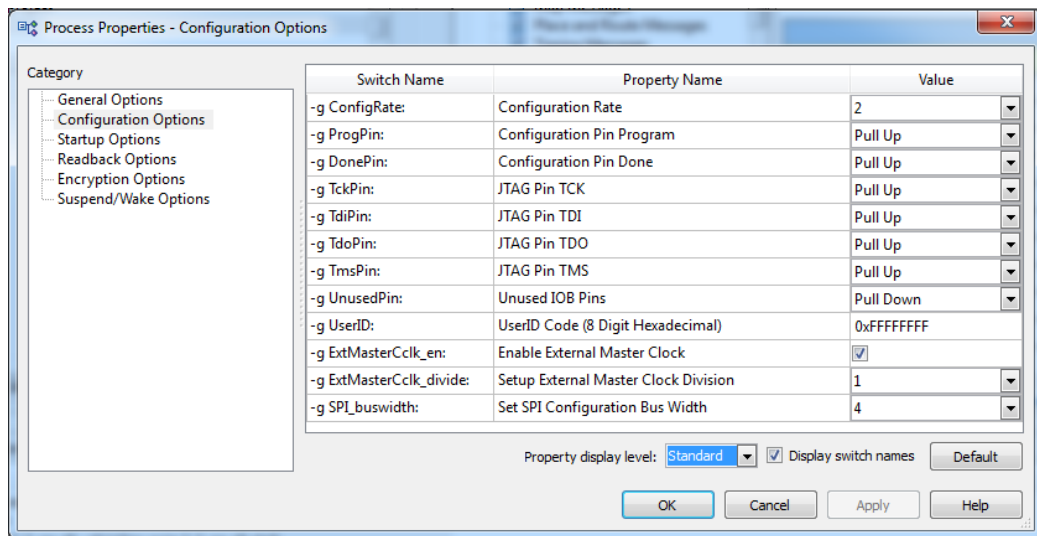 Process Properties - Configuration Options
Category
General Options
Configuration Options
Startup Options
Readback Options
Encryption Options
Suspend/Wake Options
Switch Name Property Name Value
-g ConfigRate: Configuration Rate 2
-g ProgPin: Configuration Pin Program Pull Up
-g DonePin: Configuration Pin Done Pull Up
-g TckPin: JTAG Pin TCK Pull Up
-g TdiPin: JTAG Pin TDI Pull Up
-g TdoPin: JTAG Pin TDO Pull Up
-g TmsPin: JTAG Pin TMS Pull Up
-g UnusedPin: Unused IOB Pins Pull Down
-g UserID: UserID Code (8 Digit Hexadecimal) 0xFFFFFFFF
-g ExtMasterCclk_en: Enable External Master Clock
-g ExtMasterCclk_divide: Setup External Master Clock Division 1
-g SPI_buswidth: Set SPI Configuration Bus Width 4
Property display level: Standard Display switch names Default
OK Cancel Apply Help